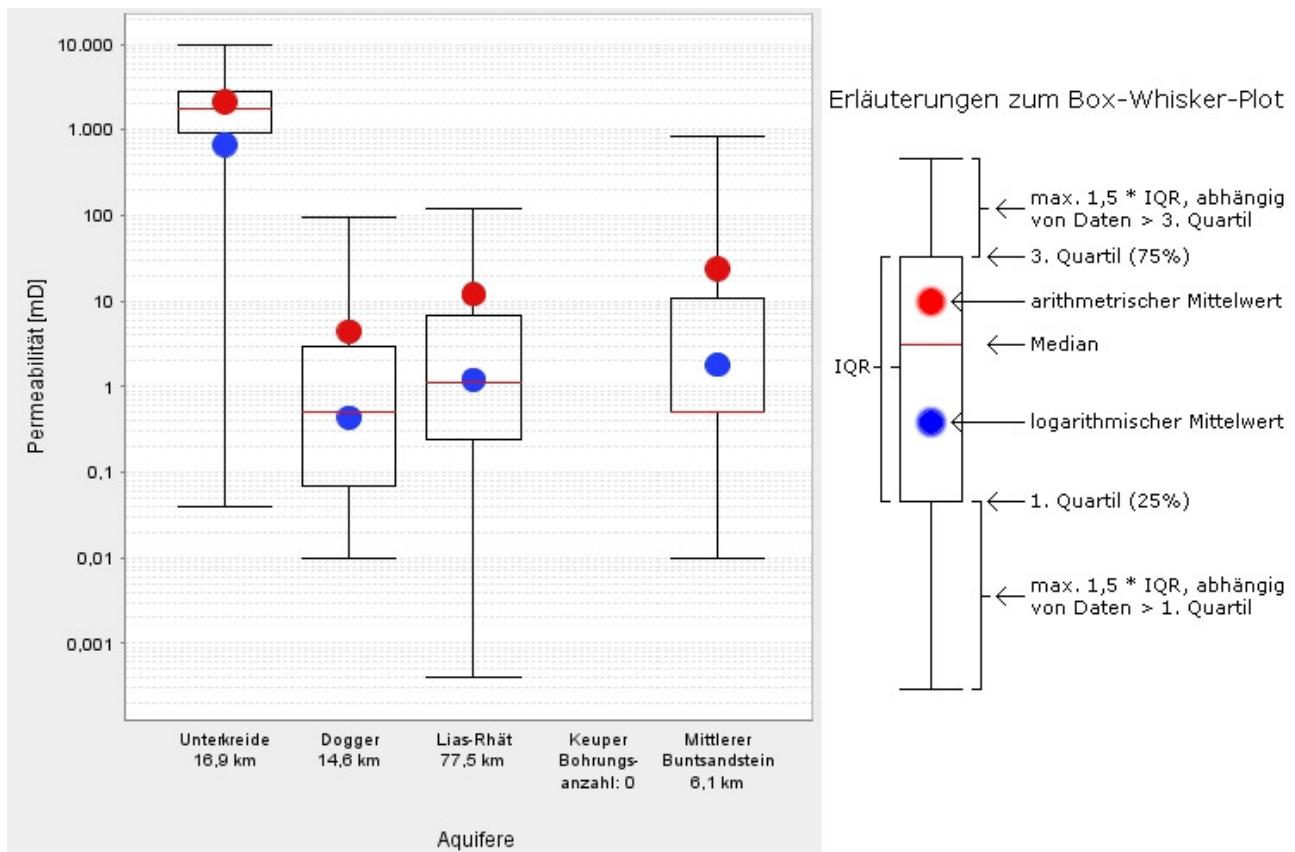 10.000
1.000
100
10
1
0,1
0,01
0,001
Permeabilität [mD]
Unterkreide
16,9 km
Dogger
14,6 km
Lias-Rhät
77,5 km
Keuper
Bohrungs-
anzahl: 0
Mittlerer
Buntsandstein
6,1 km
Aquifere
Erläuterungen zum Box-Whisker-Plot
max. 1,5 * IQR, abhängig
von Daten > 3. Quartil
3. Quartil (75%)
arithmetrischer Mittelwert
Median
IQR
logarithmischer Mittelwert
1. Quartil (25%)
max. 1,5 * IQR, abhängig
von Daten > 1. Quartil